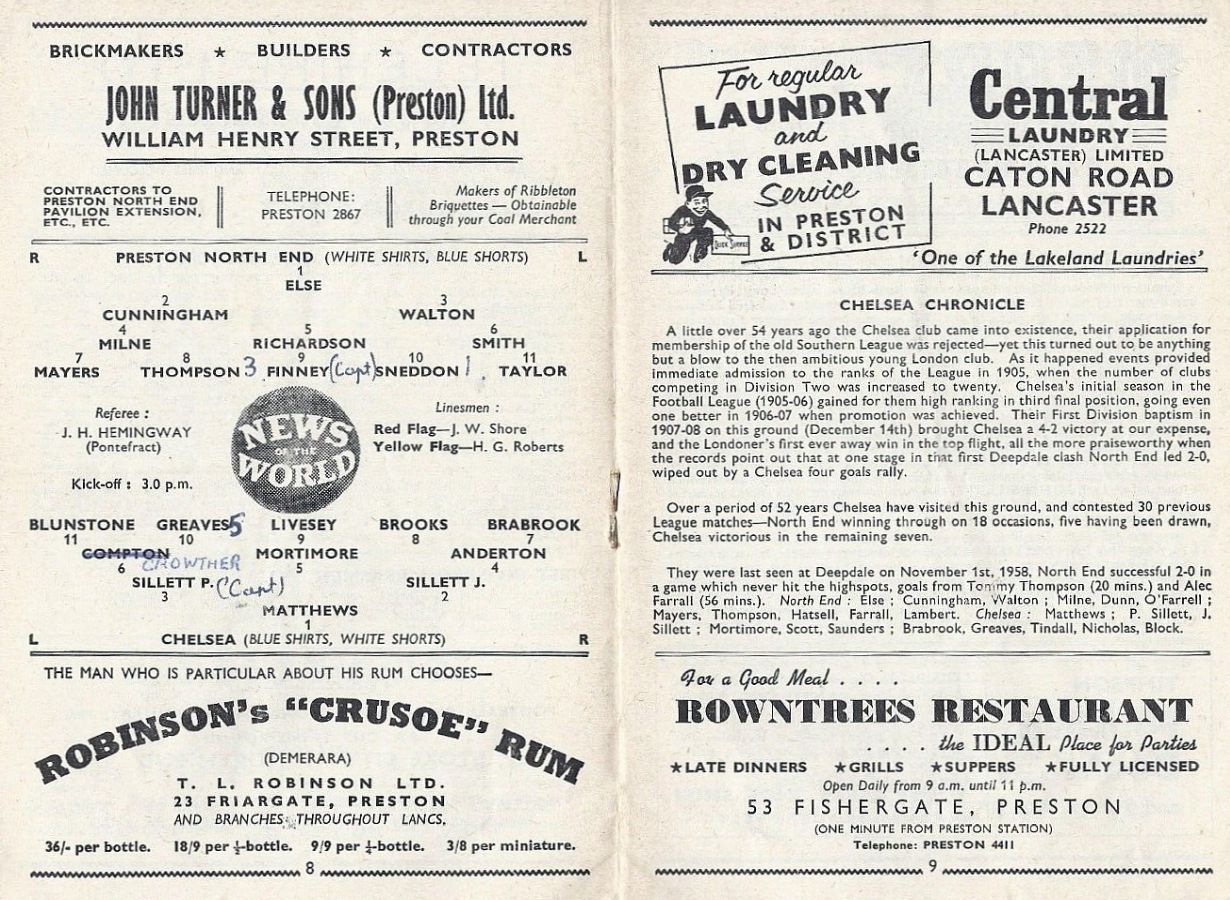 BRICKMAKERS ★ BUILDERS ★ CONTRACTORS
JOHN TURNER & SONS (Preston) Ltd.
WILLIAM HENRY STREET, PRESTON
CONTRACTORS TO
PRESTON NORTH END
PAVILION EXTENSION,
ETC., ETC.
TELEPHONE:
PRESTON 2867
Makers of Ribbleton
Briquettes — Obtainable
through your Coal Merchant
R PRESTON NORTH END (WHITE SHIRTS, BLUE SHORTS) L
1
ELSE
2 3
CUNNINGHAM WALTON
4 5 6
MILNE RICHARDSON SMITH
7 8 9 10 11
MAYERS THOMPSON 3 FINNEY (Capt) SNEDDON 1 TAYLOR
Referee :
J. H. HEMINGWAY
(Pontefract)
Kick-off : 3.0 p.m.
NEWS
OF THE
WORLD
Linesmen :
Red Flag—J. W. Shore
Yellow Flag—H. G. Roberts
BLUNSTONE GREAVES 5 LIVESEY BROOKS BRABROOK
11 10 9 8 7
COMPTON CROWTHER MORTIMORE ANDERTON
6 5 4
SILLETT P. (Capt) SILLETT J.
3 2
MATTHEWS
1
L CHELSEA (BLUE SHIRTS, WHITE SHORTS) R
THE MAN WHO IS PARTICULAR ABOUT HIS RUM CHOOSES—
ROBINSON's "CRUSOE" RUM
(DEMERARA)
T. L. ROBINSON LTD.
23 FRIARGATE, PRESTON
AND BRANCHES THROUGHOUT LANCS.
36/- per bottle. 18/9 per ½-bottle. 9/9 per ¼-bottle. 3/8 per miniature.
8
For regular
LAUNDRY
and
DRY CLEANING
Service
IN PRESTON
& DISTRICT
QUICK SERVICE
Central
LAUNDRY
(LANCASTER) LIMITED
CATON ROAD
LANCASTER
Phone 2522
'One of the Lakeland Laundries'
CHELSEA CHRONICLE
A little over 54 years ago the Chelsea club came into existence, their application for
membership of the old Southern League was rejected—yet this turned out to be anything
but a blow to the then ambitious young London club. As it happened events provided
immediate admission to the ranks of the League in 1905, when the number of clubs
competing in Division Two was increased to twenty. Chelsea's initial season in the
Football League (1905-06) gained for them high ranking in third final position, going even
one better in 1906-07 when promotion was achieved. Their First Division baptism in
1907-08 on this ground (December 14th) brought Chelsea a 4-2 victory at our expense,
and the Londoner's first ever away win in the top flight, all the more praiseworthy when
the records point out that at one stage in that first Deepdale clash North End led 2-0,
wiped out by a Chelsea four goals rally.
Over a period of 52 years Chelsea have visited this ground, and contested 30 previous
League matches—North End winning through on 18 occasions, five having been drawn,
Chelsea victorious in the remaining seven.
They were last seen at Deepdale on November 1st, 1958, North End successful 2-0 in
a game which never hit the highspots, goals from Tommy Thompson (20 mins.) and Alec
Farrall (56 mins.). North End : Else ; Cunningham, Walton ; Milne, Dunn, O'Farrell ;
Mayers, Thompson, Hatsell, Farrall, Lambert. Chelsea : Matthews ; P. Sillett, J.
Sillett ; Mortimore, Scott, Saunders ; Brabrook, Greaves, Tindall, Nicholas, Block.
For a Good Meal . . . .
ROWNTREES RESTAURANT
. . . . the IDEAL Place for Parties
★LATE DINNERS ★GRILLS ★SUPPERS ★FULLY LICENSED
Open Daily from 9 a.m. until 11 p.m.
53 FISHERGATE, PRESTON
(ONE MINUTE FROM PRESTON STATION)
Telephone: PRESTON 4411
9